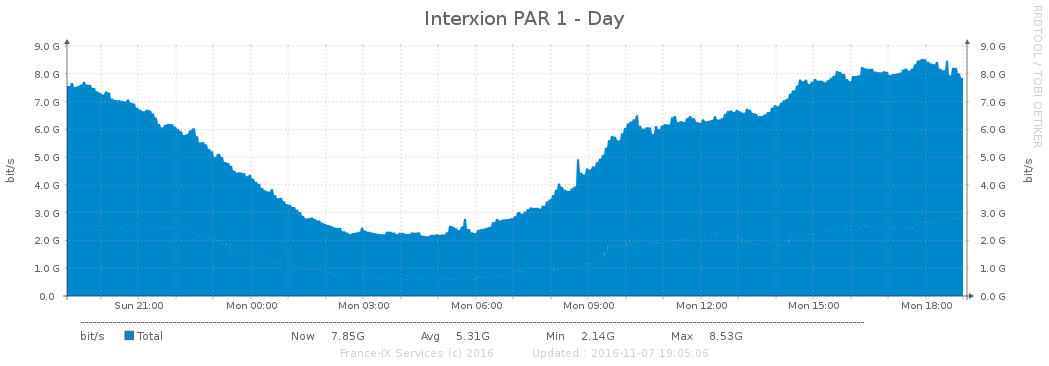 Interxion PAR 1 - Day
RRDTOOL / TOBI OETIKER
9.0 G 9.0 G
8.0 G 8.0 G
7.0 G 7.0 G
6.0 G 6.0 G
5.0 G 5.0 G
4.0 G 4.0 G
3.0 G 3.0 G
2.0 G 2.0 G
1.0 G 1.0 G
0.0 0.0 G
bit/s bit/s
Sun 21:00 Mon 00:00 Mon 03:00 Mon 06:00 Mon 09:00 Mon 12:00 Mon 15:00 Mon 18:00
bit/s Total Now 7.85G Avg 5.31G Min 2.14G Max 8.53G
France-IX Services (c) 2016 Updated : 2016-11-07 19:05:06